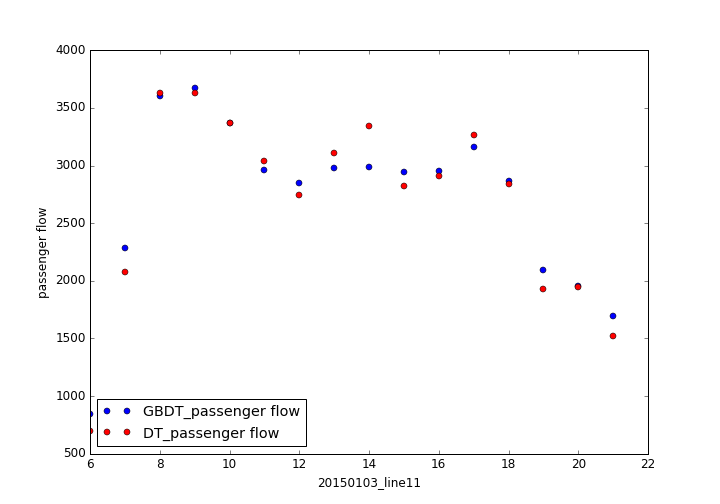 4000
3500
3000
2500
2000
1500
1000
500
passenger flow
GBDT_passenger flow
DT_passenger flow
6 8 10 12 14 16 18 20 22
20150103_line11